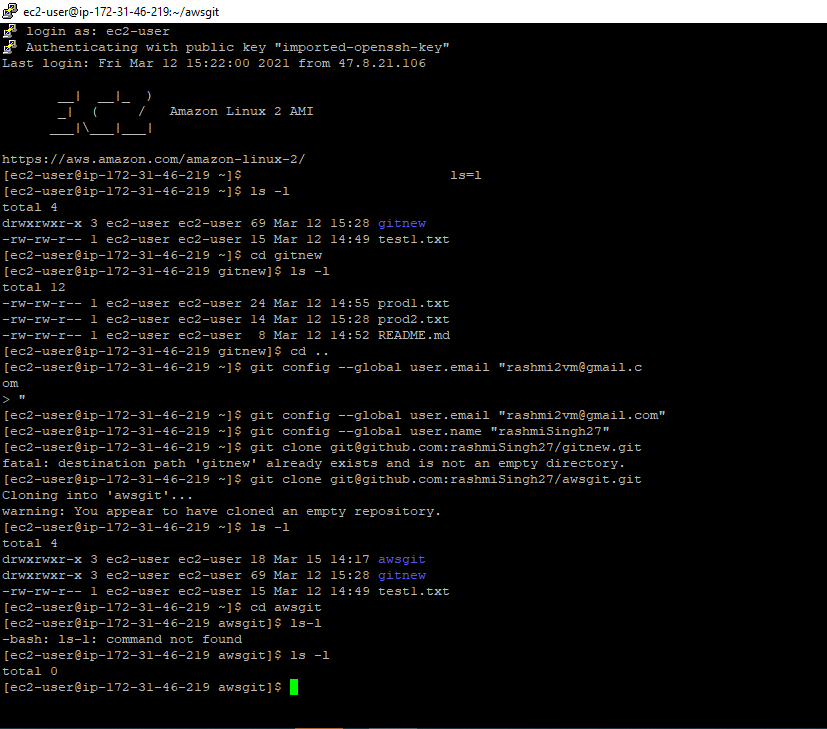 ec2-user@ip-172-31-46-219:~/awsgit
login as: ec2-user
Authenticating with public key "imported-openssh-key"
Last login: Fri Mar 12 15:22:00 2021 from 47.8.21.106
       __|  __|_  )
       _|  (     /   Amazon Linux 2 AMI
      ___|\___|___|
https://aws.amazon.com/amazon-linux-2/
[ec2-user@ip-172-31-46-219 ~]$                          ls=l
[ec2-user@ip-172-31-46-219 ~]$ ls -l
total 4
drwxrwxr-x 3 ec2-user ec2-user 69 Mar 12 15:28 gitnew
-rw-rw-r-- 1 ec2-user ec2-user 15 Mar 12 14:49 test1.txt
[ec2-user@ip-172-31-46-219 ~]$ cd gitnew
[ec2-user@ip-172-31-46-219 gitnew]$ ls -l
total 12
-rw-rw-r-- 1 ec2-user ec2-user 24 Mar 12 14:55 prod1.txt
-rw-rw-r-- 1 ec2-user ec2-user 14 Mar 12 15:28 prod2.txt
-rw-rw-r-- 1 ec2-user ec2-user  8 Mar 12 14:52 README.md
[ec2-user@ip-172-31-46-219 gitnew]$ cd ..
[ec2-user@ip-172-31-46-219 ~]$ git config --global user.email "rashmi2vm@gmail.c
om
> "
[ec2-user@ip-172-31-46-219 ~]$ git config --global user.email "rashmi2vm@gmail.com"
[ec2-user@ip-172-31-46-219 ~]$ git config --global user.name "rashmiSingh27"
[ec2-user@ip-172-31-46-219 ~]$ git clone git@github.com:rashmiSingh27/gitnew.git
fatal: destination path 'gitnew' already exists and is not an empty directory.
[ec2-user@ip-172-31-46-219 ~]$ git clone git@github.com:rashmiSingh27/awsgit.git
Cloning into 'awsgit'...
warning: You appear to have cloned an empty repository.
[ec2-user@ip-172-31-46-219 ~]$ ls -l
total 4
drwxrwxr-x 3 ec2-user ec2-user 18 Mar 15 14:17 awsgit
drwxrwxr-x 3 ec2-user ec2-user 69 Mar 12 15:28 gitnew
-rw-rw-r-- 1 ec2-user ec2-user 15 Mar 12 14:49 test1.txt
[ec2-user@ip-172-31-46-219 ~]$ cd awsgit
[ec2-user@ip-172-31-46-219 awsgit]$ ls-l
-bash: ls-l: command not found
[ec2-user@ip-172-31-46-219 awsgit]$ ls -l
total 0
[ec2-user@ip-172-31-46-219 awsgit]$